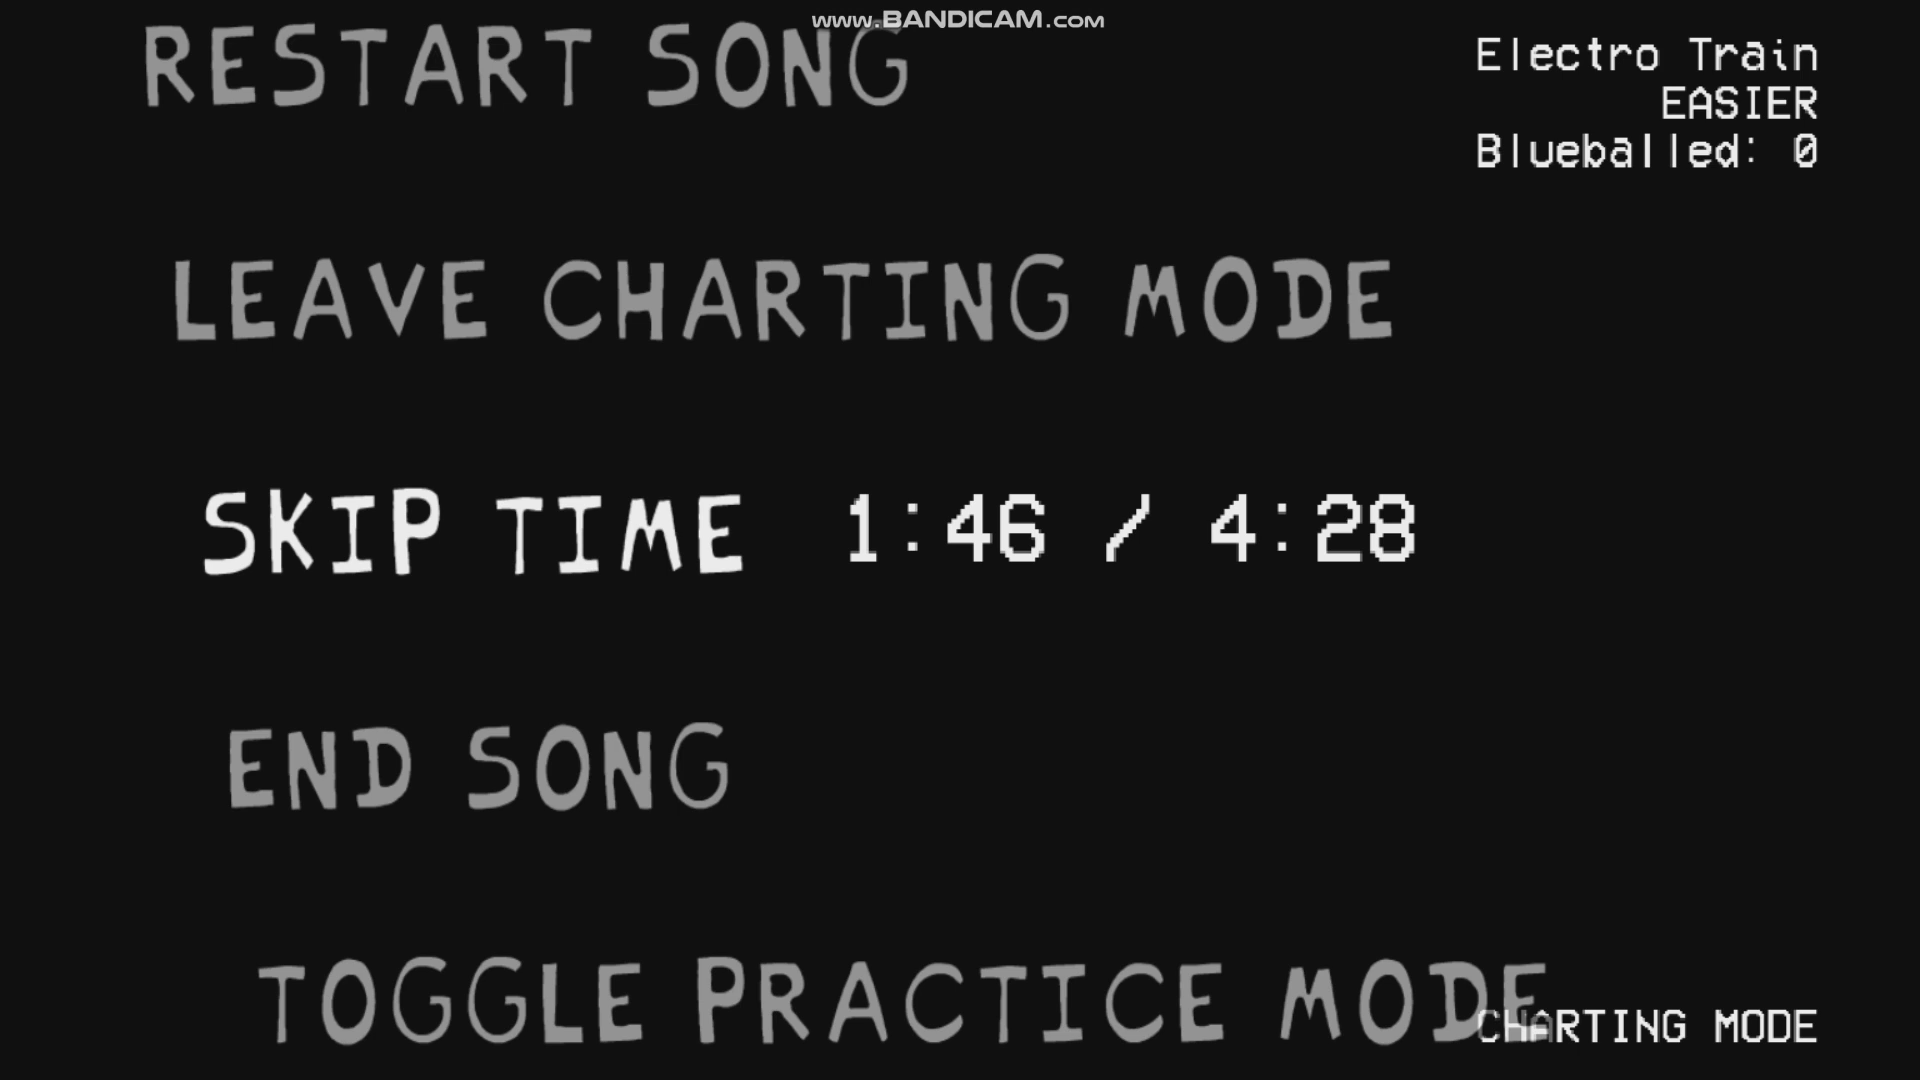 www.BANDICAM.com
RESTART SONG
Electro Train
EASIER
Blueballed: 0
LEAVE CHARTING MODE
SKIP TIME 1:46 / 4:28
END SONG
TOGGLE PRACTICE MODE
CHARTING MODE